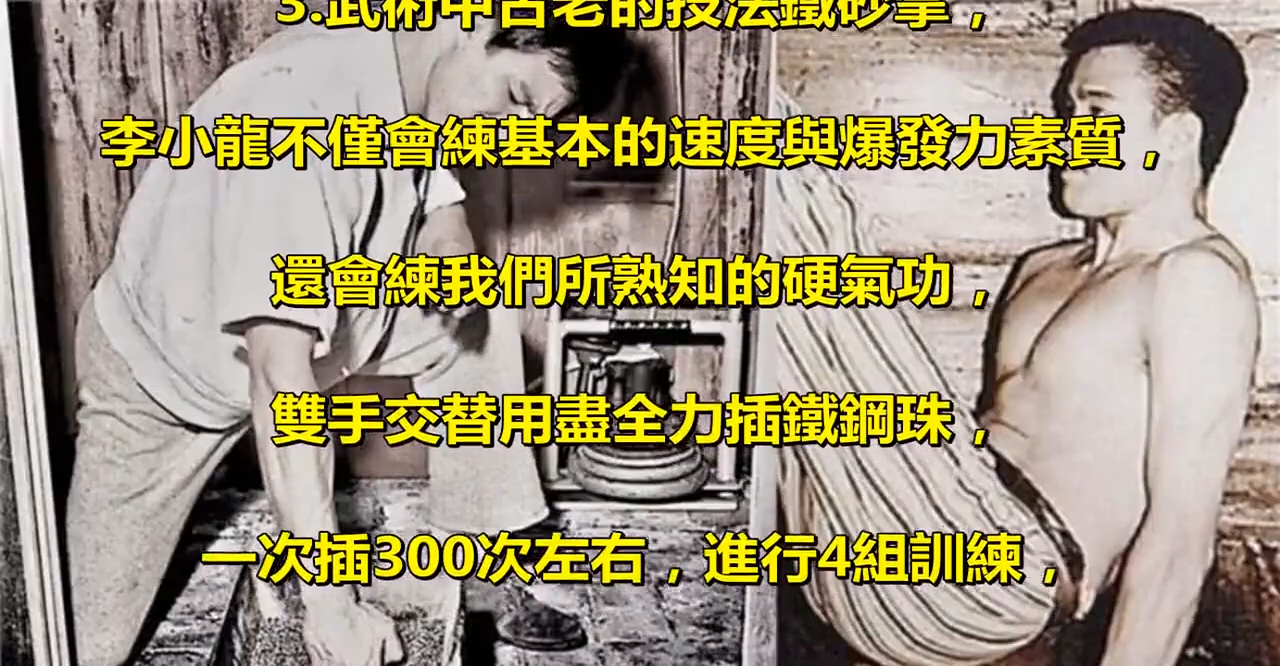 3.武術中古老的技法鐵砂掌，
李小龍不僅會練基本的速度與爆發力素質，
還會練我們所熟知的硬氣功，
雙手交替用盡全力插鐵鋼珠，
一次插300次左右，進行4組訓練，